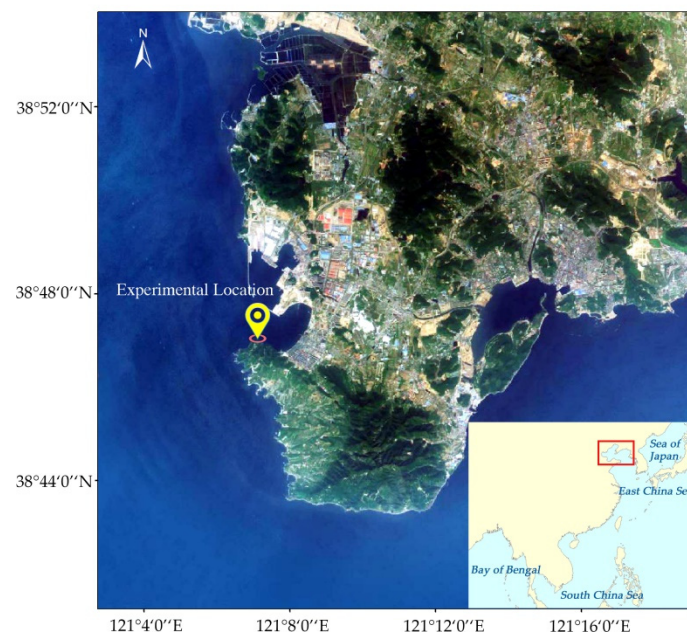 N
38°52′0″N
Experimental Location
38°48′0″N
38°44′0″N
Sea of
Japan
East China Se
Bay of Bengal
South China Sea
121°4′0″E
121°8′0″E
121°12′0″E
121°16′0″E